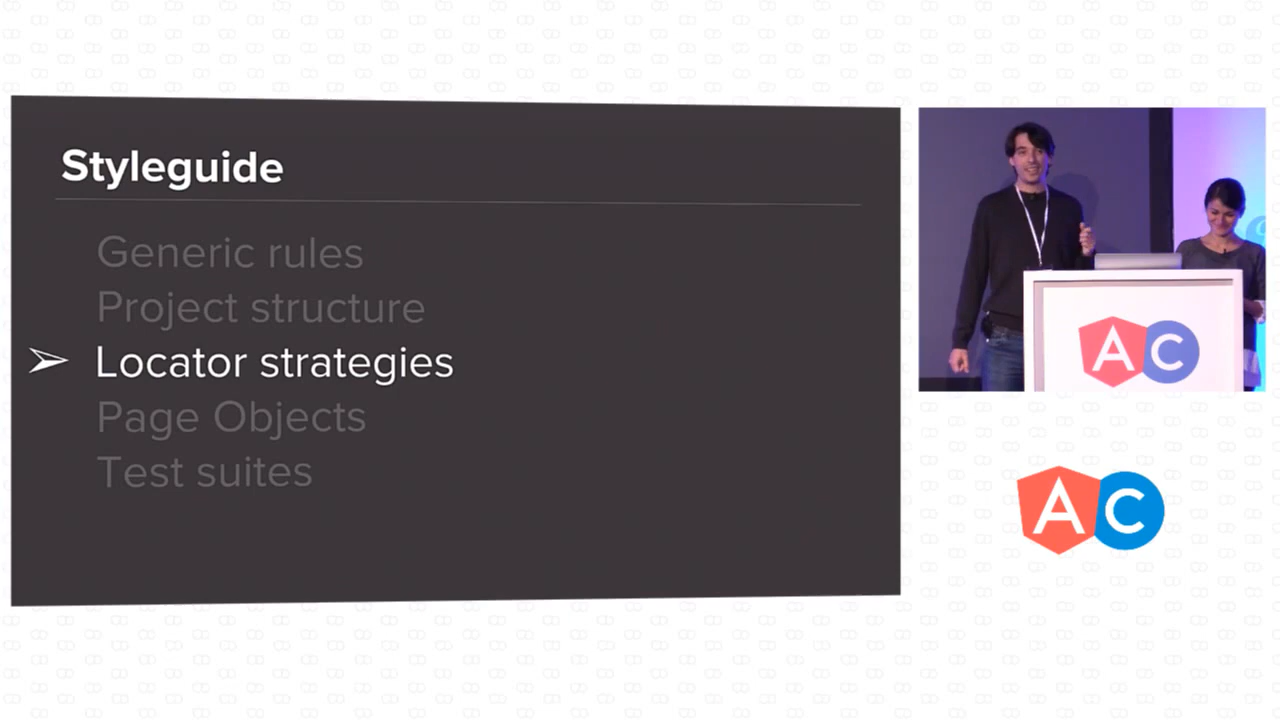 Styleguide
Generic rules
Project structure
Locator strategies
Page Objects
Test suites
AC
AC